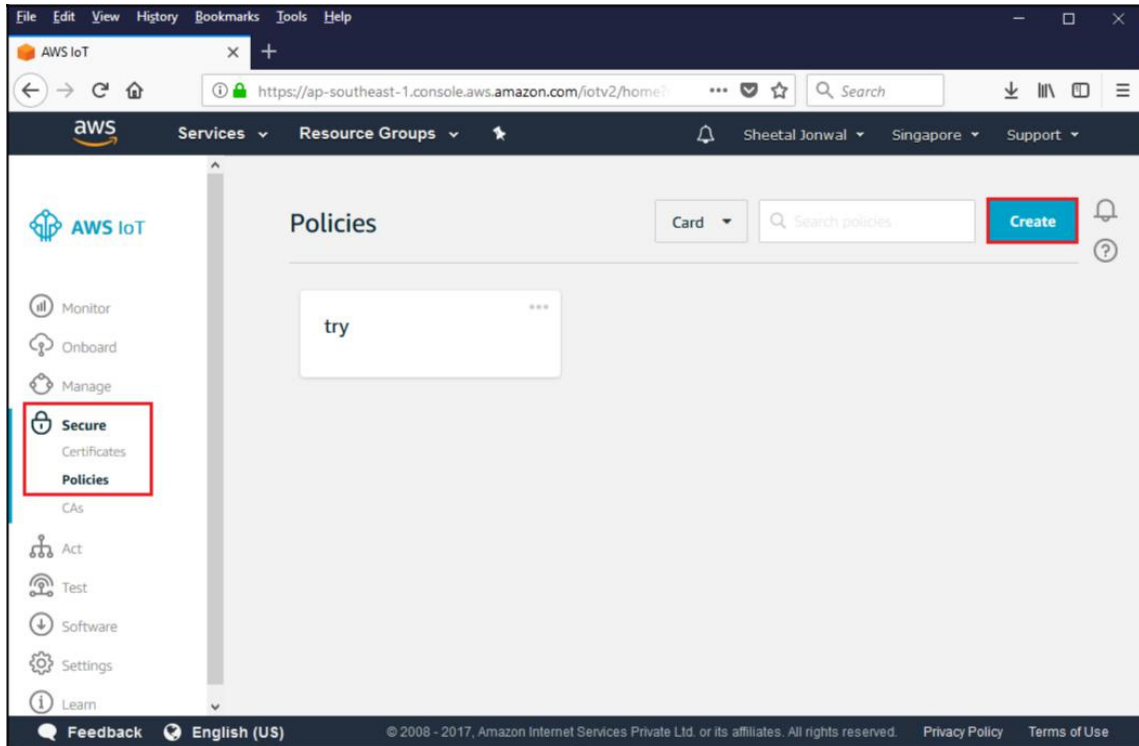 File Edit View History Bookmarks Tools Help
AWS IoT
https://ap-southeast-1.console.aws.amazon.com/iotv2/home?
Search
aws Services Resource Groups Sheetal Jonwal Singapore Support
AWS IoT
Policies Card Search policies Create
Monitor
Onboard
Manage
Secure
Certificates
Policies
CAs
Act
Test
Software
Settings
Learn
try
Feedback English (US) © 2008 - 2017, Amazon Internet Services Private Ltd. or its affiliates. All rights reserved. Privacy Policy Terms of Use